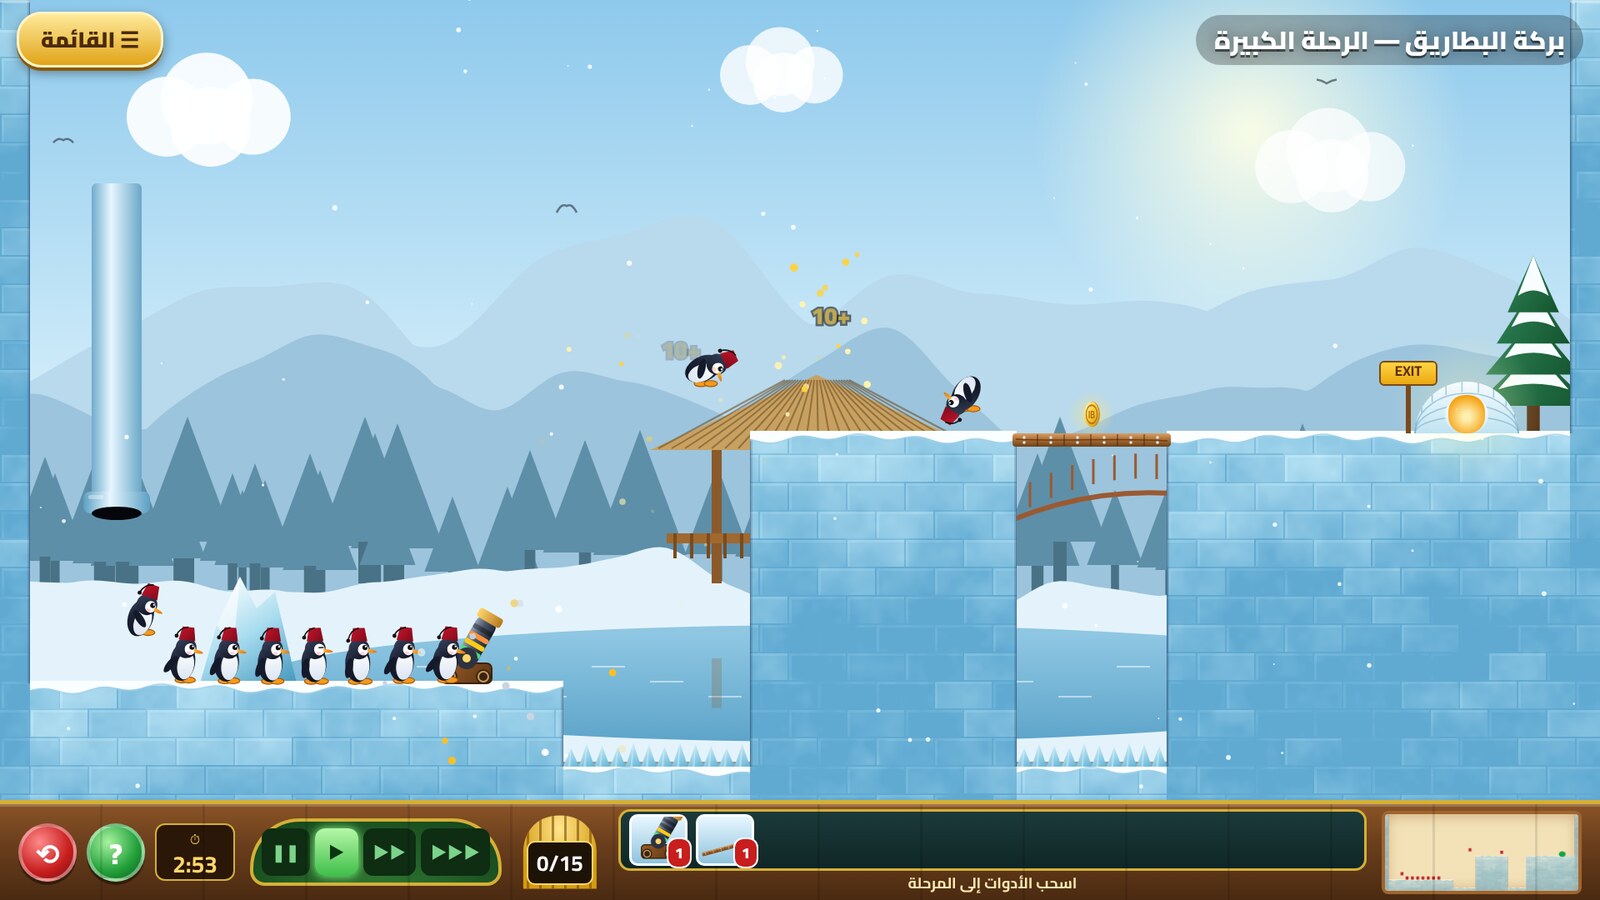 بركة البطاريق — الرحلة الكبيرة
☰ القائمة
10+
10+
EXIT
?
2:53
0/15
1
1
اسحب الأدوات إلى المرحلة